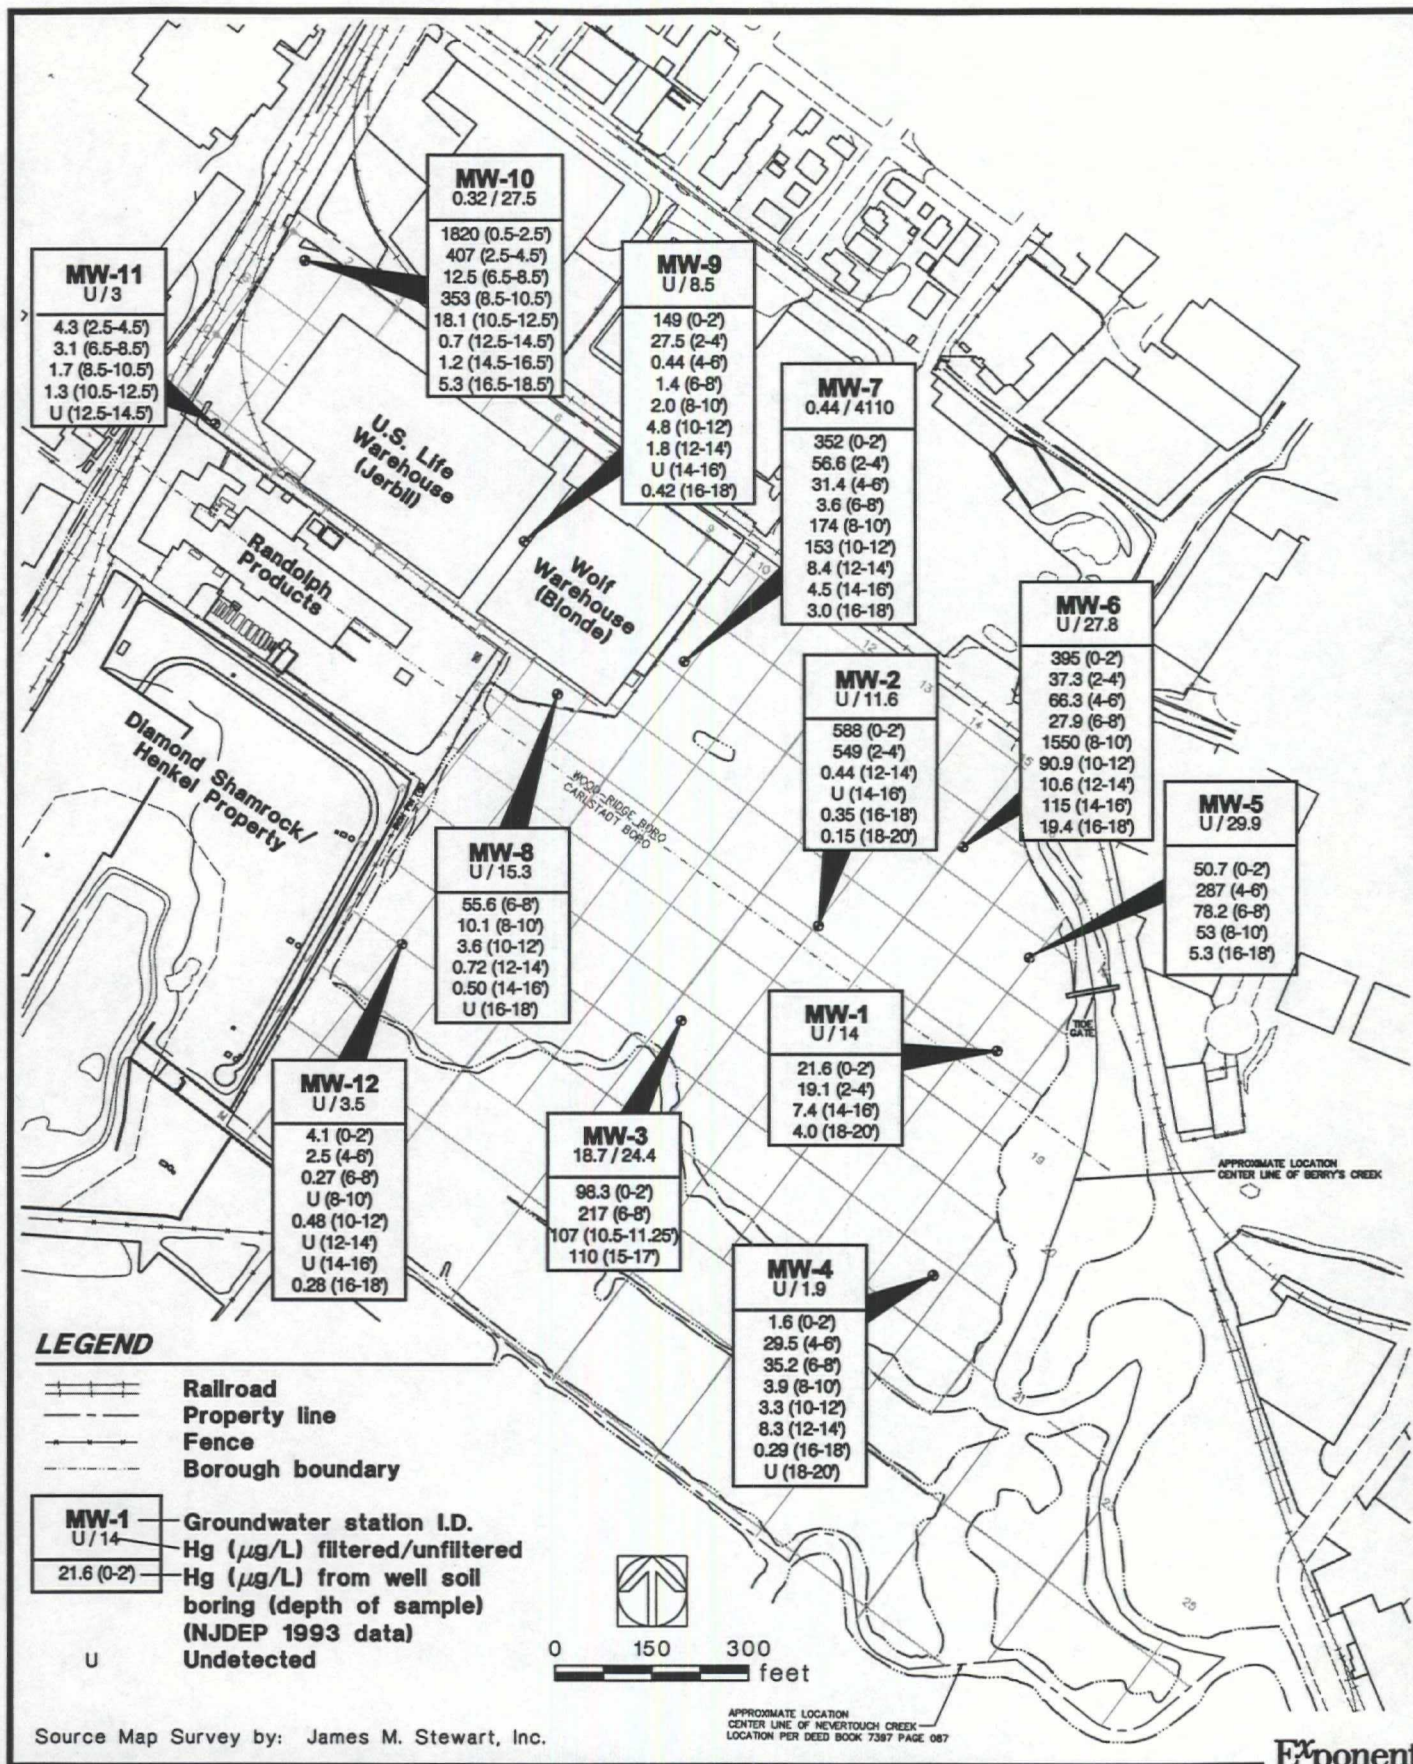 MW-10
0.32 / 27.5
1820 (0.5-2.5')
407 (2.5-4.5')
12.5 (6.5-8.5')
353 (8.5-10.5')
18.1 (10.5-12.5')
0.7 (12.5-14.5')
1.2 (14.5-16.5')
5.3 (16.5-18.5')
MW-11
U / 3
4.3 (2.5-4.5')
3.1 (6.5-8.5')
1.7 (8.5-10.5')
1.3 (10.5-12.5')
U (12.5-14.5')
MW-9
U / 8.5
149 (0-2')
27.5 (2-4')
0.44 (4-6')
1.4 (6-8')
2.0 (8-10')
4.8 (10-12')
1.8 (12-14')
U (14-16')
0.42 (16-18')
MW-7
0.44 / 4110
352 (0-2')
56.6 (2-4')
31.4 (4-6')
3.6 (6-8')
174 (8-10')
153 (10-12')
8.4 (12-14')
4.5 (14-16')
3.0 (16-18')
U.S. Life
Warehouse
(Jerbil)
Randolph
Products
Wolf
Warehouse
(Blonde)
9
10
12
13
14
15
MW-6
U / 27.8
395 (0-2')
37.3 (2-4')
66.3 (4-6')
27.9 (6-8')
1550 (8-10')
90.9 (10-12')
10.6 (12-14')
115 (14-16')
19.4 (16-18')
MW-2
U / 11.6
588 (0-2')
549 (2-4')
0.44 (12-14')
U (14-16')
0.35 (16-18')
0.15 (18-20')
Diamond Shamrock/
Henkel Property
WOOD-RIDGE BORO
CARLSTADT BORO
MW-5
U / 29.9
50.7 (0-2')
287 (4-6')
78.2 (6-8')
53 (8-10')
5.3 (16-18')
MW-8
U / 15.3
55.6 (6-8')
10.1 (8-10')
3.6 (10-12')
0.72 (12-14')
0.50 (14-16')
U (16-18')
TIDE
GATE
MW-1
U / 14
21.6 (0-2')
19.1 (2-4')
7.4 (14-16')
4.0 (18-20')
MW-12
U / 3.5
4.1 (0-2')
2.5 (4-6')
0.27 (6-8')
U (8-10')
0.48 (10-12')
U (12-14')
U (14-16')
0.28 (16-18')
MW-3
18.7 / 24.4
98.3 (0-2')
217 (6-8')
107 (10.5-11.25')
110 (15-17')
19
APPROXIMATE LOCATION
CENTER LINE OF BERRY'S CREEK
20
MW-4
U / 1.9
1.6 (0-2')
29.5 (4-6')
35.2 (6-8')
3.9 (8-10')
3.3 (10-12')
8.3 (12-14')
0.29 (16-18')
U (18-20')
21
23
25
LEGEND
Railroad
Property line
Fence
Borough boundary
MW-1
U / 14
21.6 (0-2')
Groundwater station I.D.
Hg (µg/L) filtered/unfiltered
Hg (µg/L) from well soil
boring (depth of sample)
(NJDEP 1993 data)
U Undetected
0 150 300
feet
APPROXIMATE LOCATION
CENTER LINE OF NEVERTOUCH CREEK
LOCATION PER DEED BOOK 7397 PAGE 087
Source Map Survey by: James M. Stewart, Inc.
Exponent